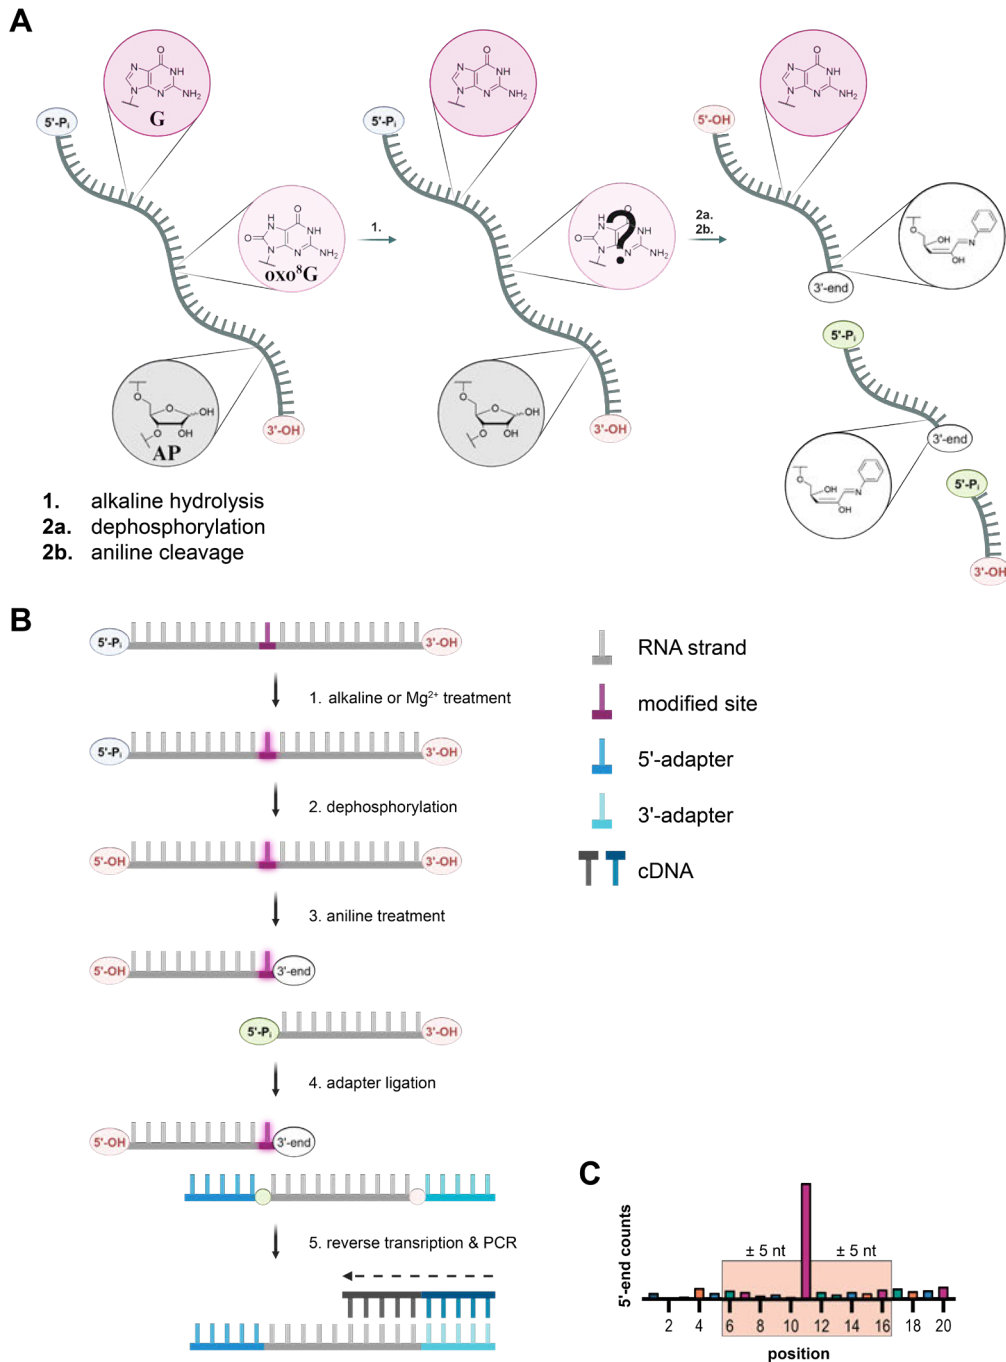 A
G
5'-Pi
oxo⁸G
AP
3'-OH
1.
5'-Pi
?
3'-OH
2a.
2b.
5'-OH
3'-end
5'-Pi
3'-end
5'-Pi
3'-OH
1. alkaline hydrolysis
2a. dephosphorylation
2b. aniline cleavage
B
5'-Pi 3'-OH
1. alkaline or Mg²⁺ treatment
5'-Pi 3'-OH
2. dephosphorylation
5'-OH 3'-OH
3. aniline treatment
5'-OH 3'-end
5'-Pi 3'-OH
4. adapter ligation
5'-OH 3'-end
5. reverse transription & PCR
RNA strand
modified site
5'-adapter
3'-adapter
cDNA
C
5'-end counts
± 5 nt ± 5 nt
2 4 6 8 10 12 14 16 18 20
position